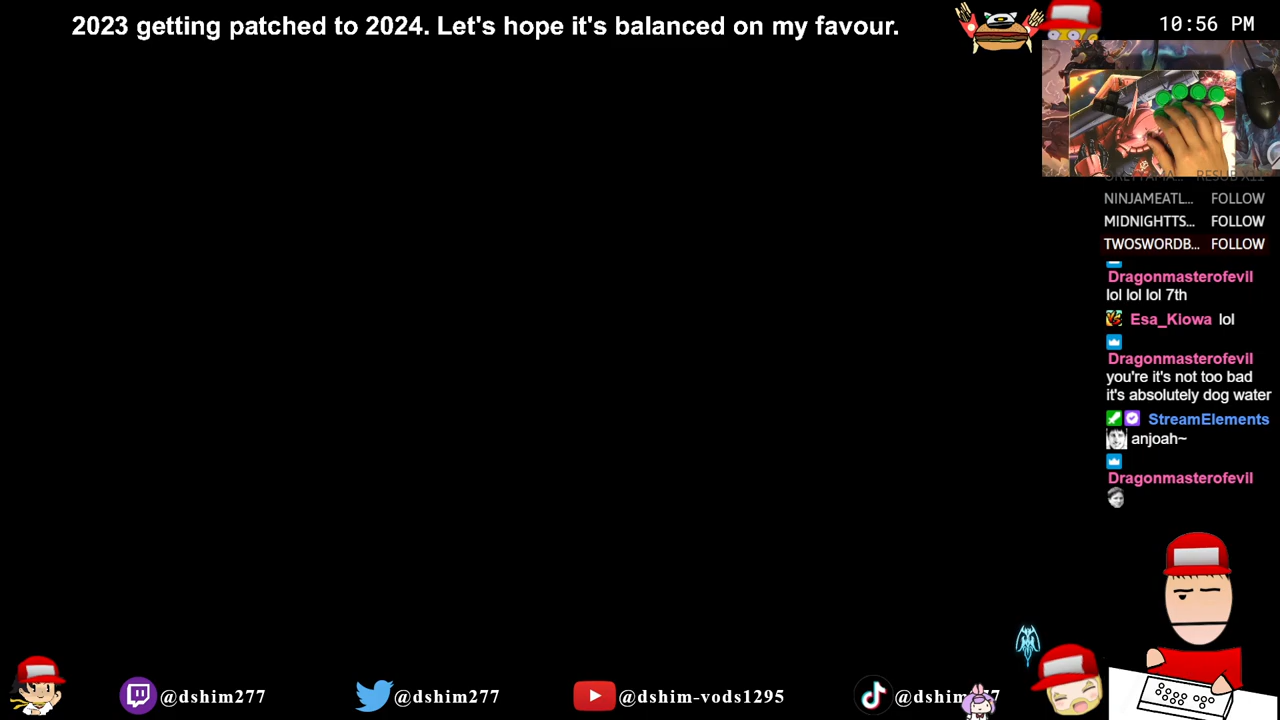 2023 getting patched to 2024. Let's hope it's balanced on my favour.
10:56 PM
NINJAMEATL... FOLLOW
MIDNIGHTTS... FOLLOW
TWOSWORDB... FOLLOW
Dragonmasterofevil
lol lol lol 7th
Esa_Kiowa lol
Dragonmasterofevil
you're it's not too bad
it's absolutely dog water
StreamElements
anjoah~
Dragonmasterofevil
@dshim277
@dshim277
@dshim-vods1295